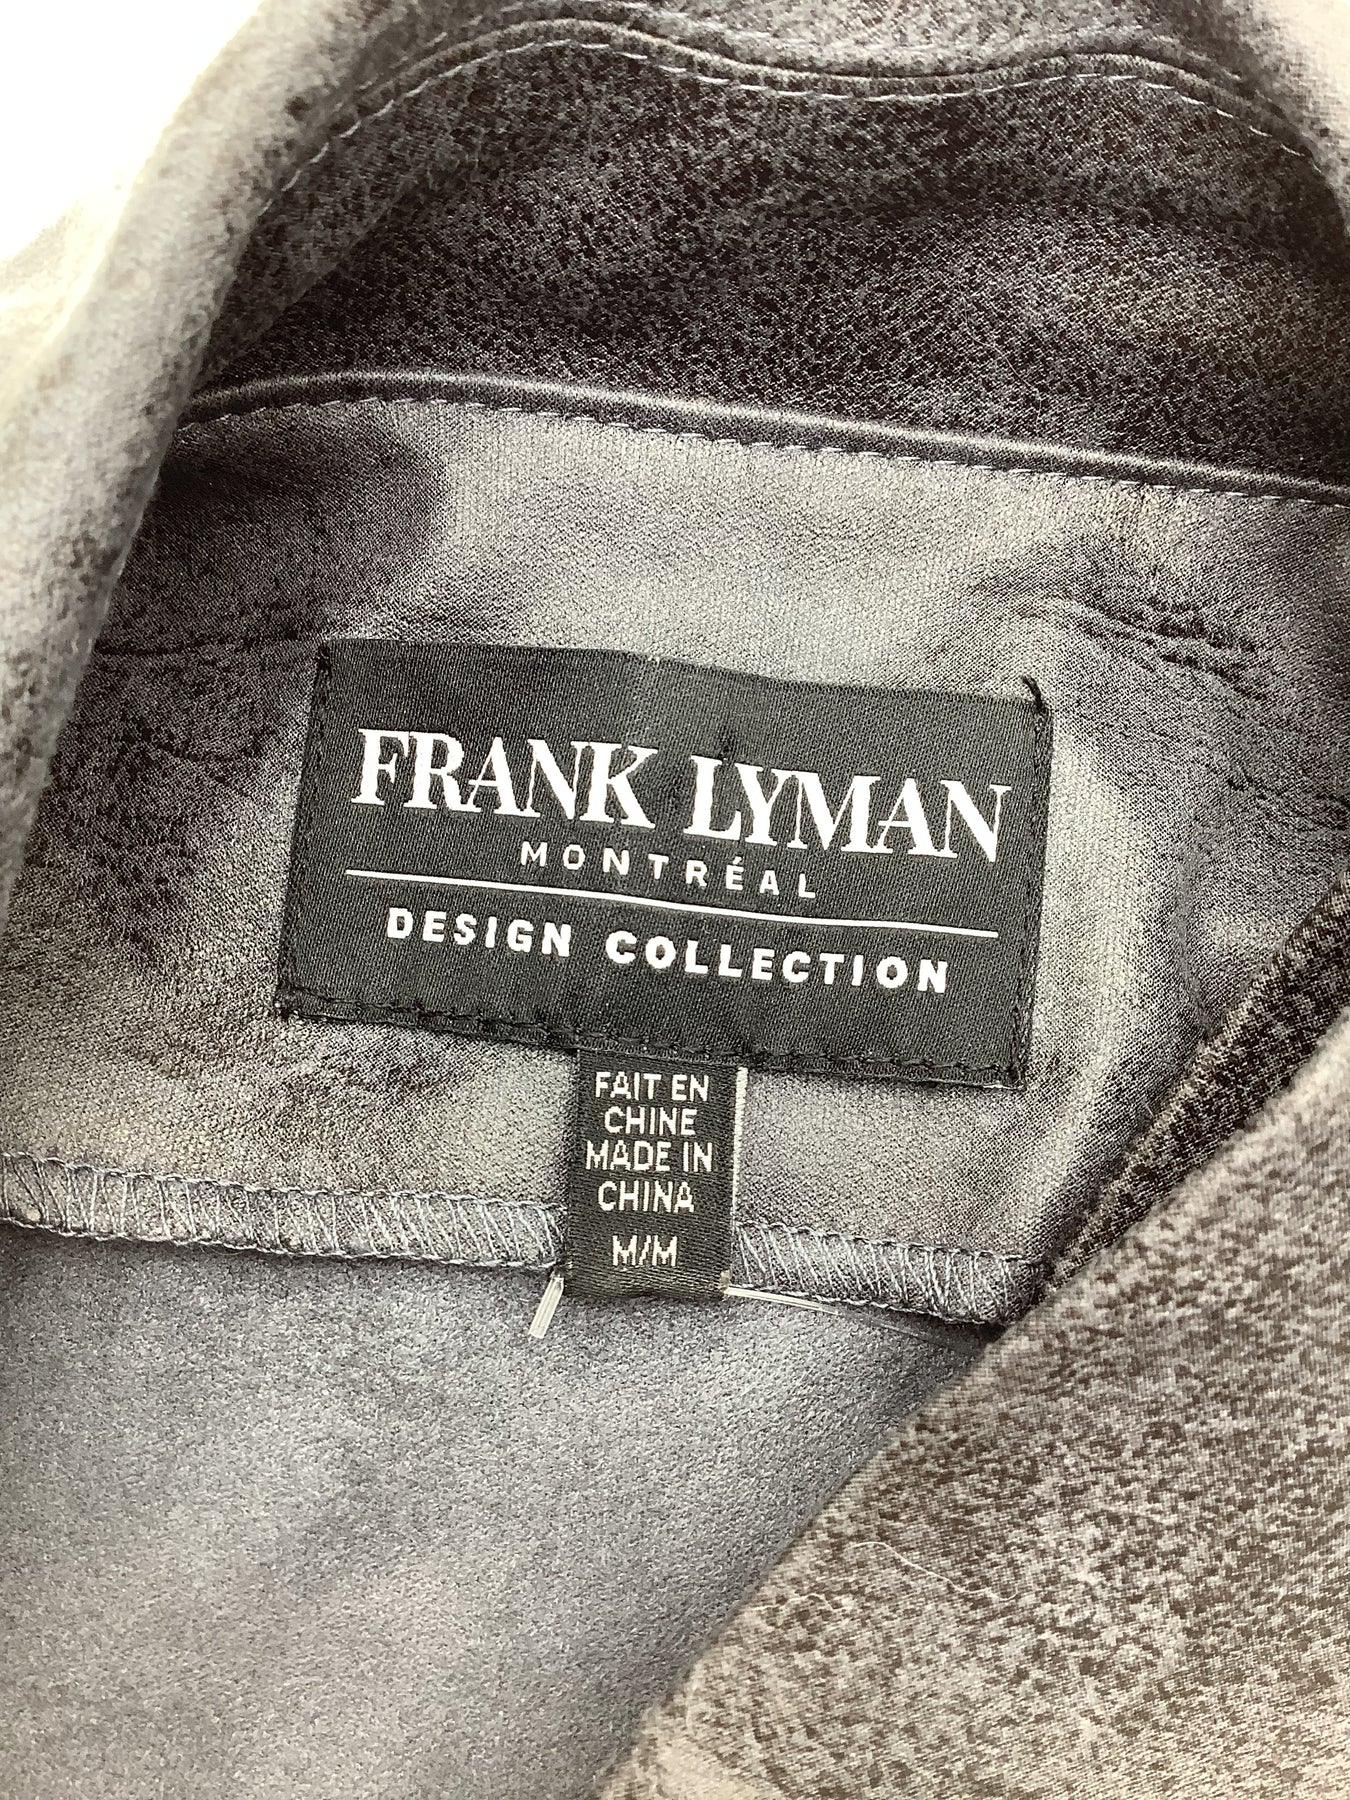 FRANK LYMAN
MONTRÉAL
DESIGN COLLECTION
FAIT EN
CHINE
MADE IN
CHINA
M/M